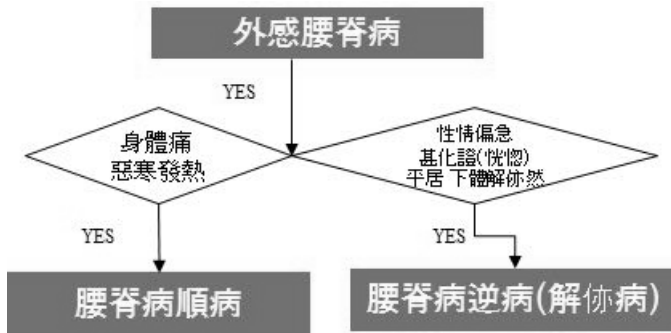 外感腰脊病
YES
身體痛
惡寒發熱
性情偏急
甚化證(恍惚)
平居 下體解㑊然
YES
YES
腰脊病順病
腰脊病逆病(解㑊病)